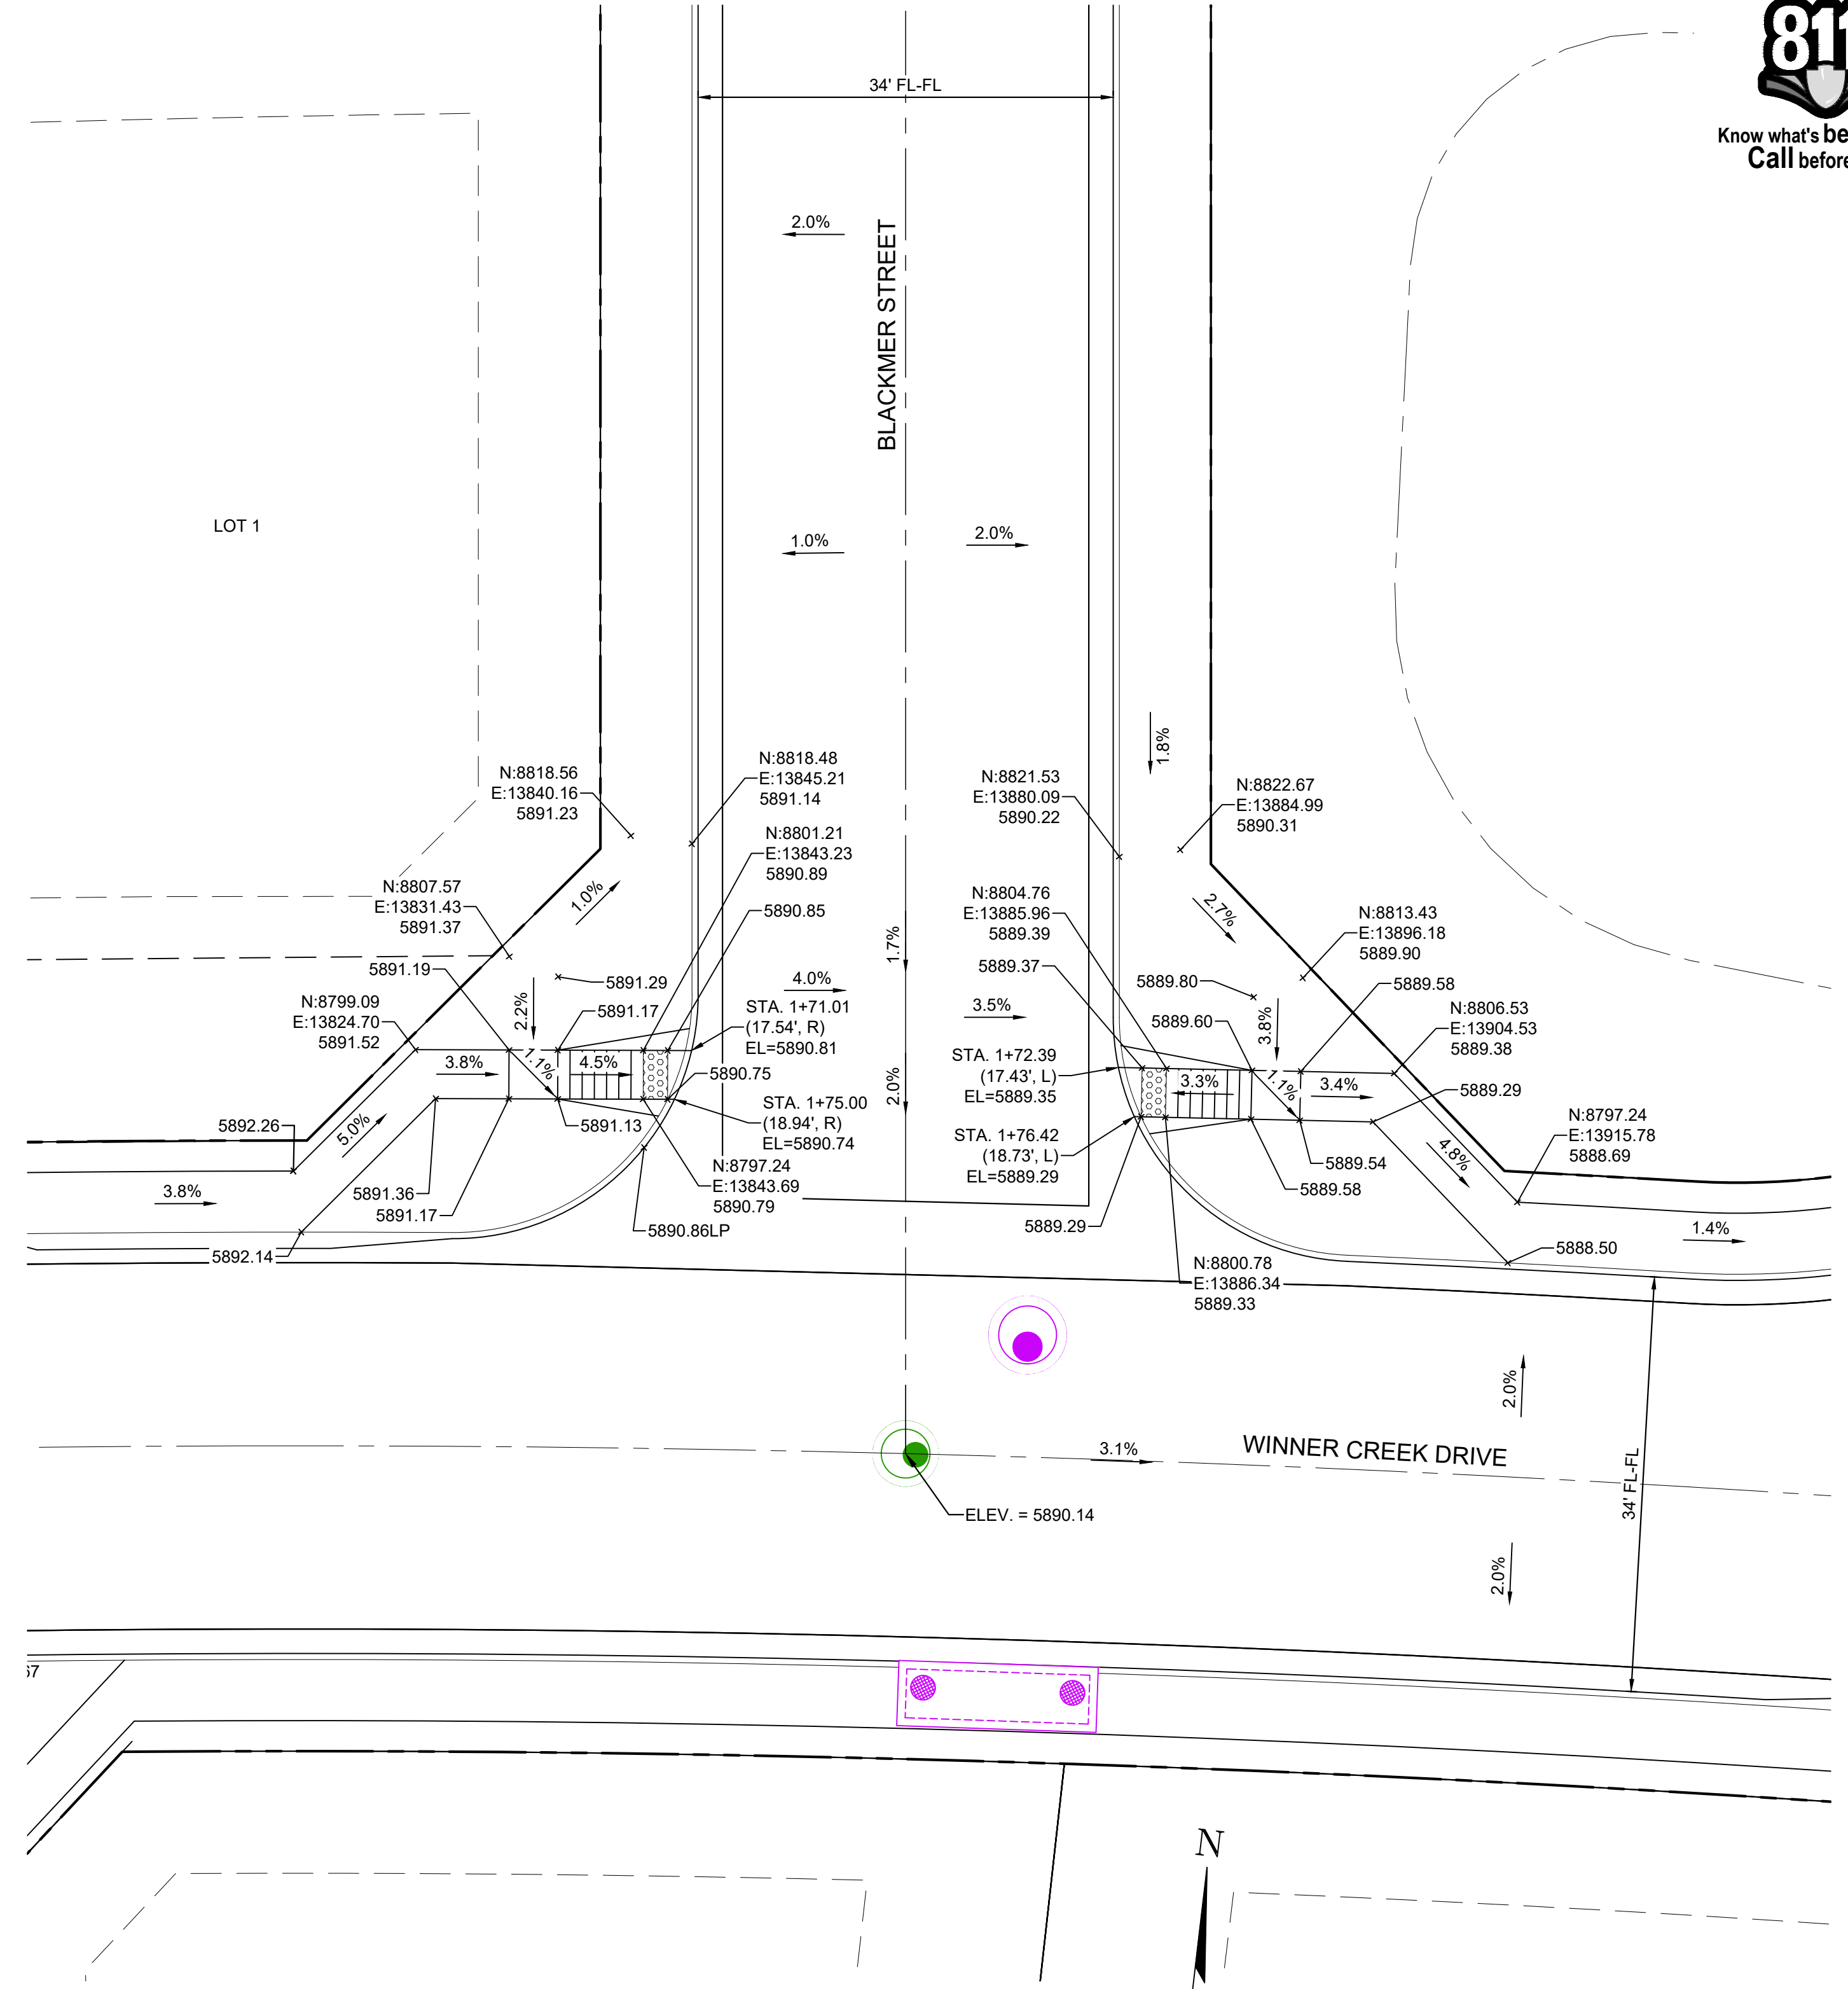 811
Know what's be
Call before
34' FL-FL
2.0%
BLACKMER STREET
LOT 1
1.0%
2.0%
1.8%
N:8818.56
E:13840.16
5891.23
N:8818.48
E:13845.21
5891.14
N:8821.53
E:13880.09
5890.22
N:8822.67
E:13884.99
5890.31
N:8801.21
E:13843.23
5890.89
N:8807.57
E:13831.43
5891.37
1.0%
5890.85
N:8804.76
E:13885.96
5889.39
2.7%
N:8813.43
E:13896.18
5889.90
1.7%
5891.19
5891.29
4.0%
5889.37
5889.80
5889.58
N:8799.09
E:13824.70
5891.52
2.2%
5891.17
STA. 1+71.01
(17.54', R)
EL=5890.81
3.5%
5889.60
3.8%
N:8806.53
E:13904.53
5889.38
3.8%
1.1%
4.5%
5890.75
2.0%
STA. 1+72.39
(17.43', L)
EL=5889.35
3.3%
1.1%
3.4%
5889.29
5892.26
5.0%
5891.13
STA. 1+75.00
(18.94', R)
EL=5890.74
STA. 1+76.42
(18.73', L)
EL=5889.29
N:8797.24
E:13915.78
5888.69
4.8%
5889.54
5889.58
3.8%
5891.36
5891.17
N:8797.24
E:13843.69
5890.79
5890.86LP
5889.29
1.4%
5892.14
5888.50
N:8800.78
E:13886.34
5889.33
2.0%
3.1%
WINNER CREEK DRIVE
34' FL-FL
ELEV. = 5890.14
2.0%
67
N